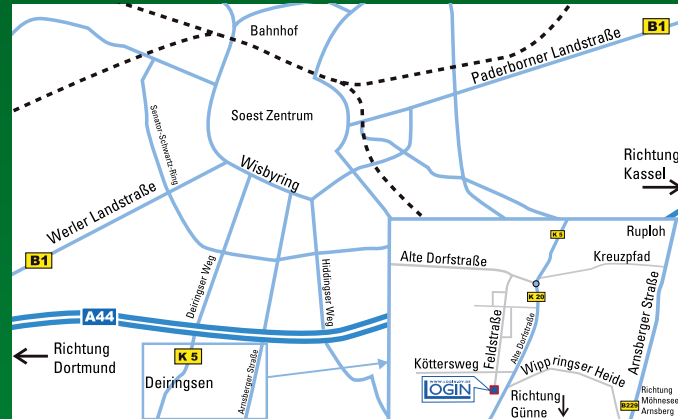 Bahnhof
B1
Paderborner Landstraße
Senator-Schwartz-Ring
Soest Zentrum
Wisbyring
Richtung
Kassel
Werler Landstraße
B1
Deiringser Weg
Hiddingser Weg
A44
Richtung
Dortmund
K 5
Deiringsen
Arnsberger Straße
K 5
Ruploh
Alte Dorfstraße
Kreuzpfad
K 20
Feldstraße
Alte Dorfstraße
Arnsberger Straße
Köttersweg
Wippringser Heide
LOGIN
Richtung
Günne
B229
Richtung
Möhnesee
Arnsberg